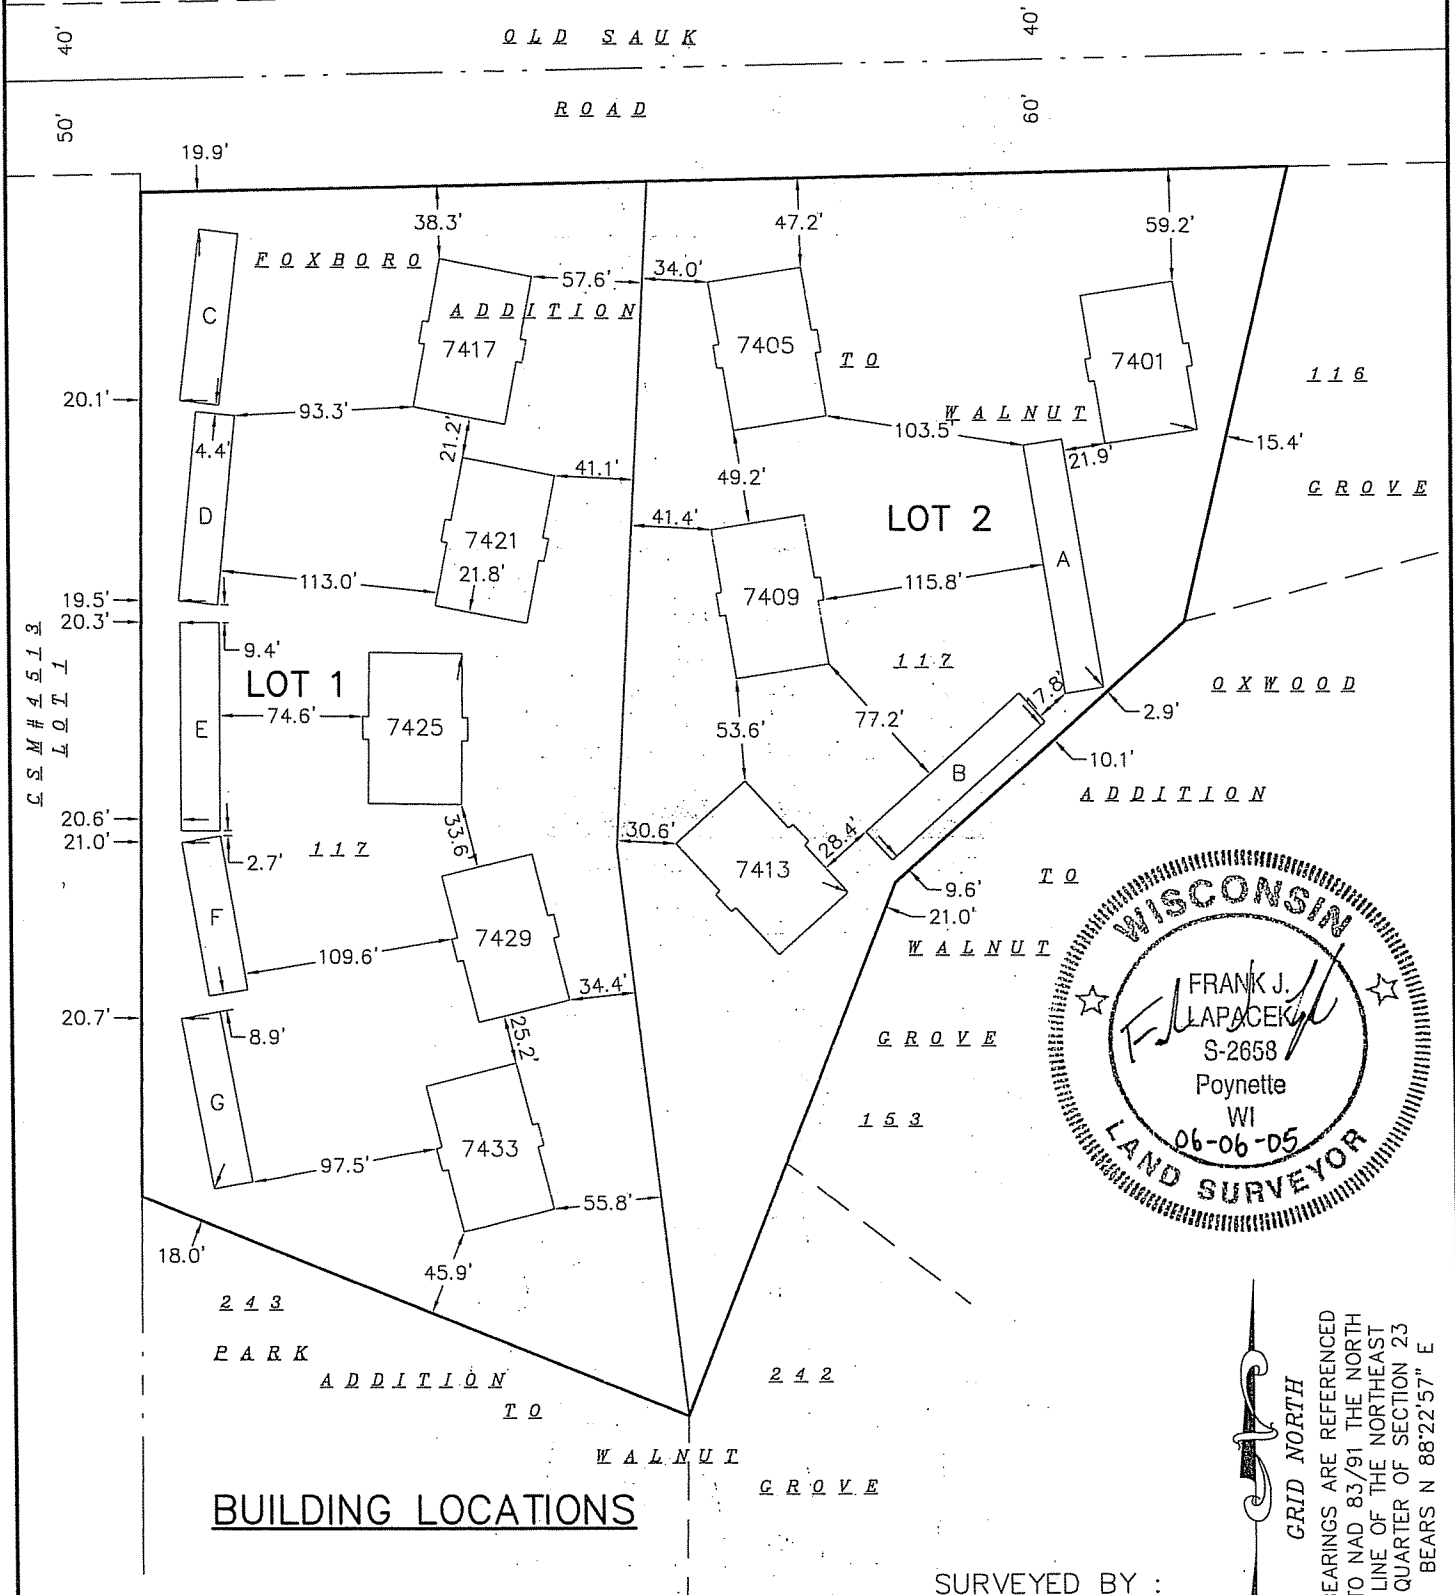 40'
OLD SAUK
40'
50'
ROAD
60'
19.9'
38.3'
47.2'
59.2'
FOXBORO
57.6'
34.0'
ADDITION
C
7417
7405
TO
7401
116
20.1'
93.3'
WALNUT
103.5'
15.4'
4.4'
21.2'
41.1'
49.2'
21.9'
GROVE
D
7421
41.4'
LOT 2
A
113.0'
21.8'
7409
115.8'
19.5'
20.3'
9.4'
LOT 1
117
OXWOOD
CSM#4513
LOT 1
E
74.6'
7425
53.6'
77.2'
17.8'
2.9'
10.1'
B
ADDITION
20.6'
21.0'
2.7'
117
33.6'
30.6'
7413
28.4'
9.6'
TO
21.0'
F
109.6'
7429
WALNUT
34.4'
20.7'
8.9'
25.2'
GROVE
G
153
97.5'
7433
55.8'
18.0'
45.9'
243
PARK
ADDITION
TO
242
WALNUT
GROVE
WISCONSIN
FRANK J.
LAPACEK
S-2658
Poynette
WI
06-06-05
LAND SURVEYOR
BUILDING LOCATIONS
GRID NORTH
BEARINGS ARE REFERENCED
TO NAD 83/91 THE NORTH
LINE OF THE NORTHEAST
QUARTER OF SECTION 23
BEARS N 88°22'57" E
SURVEYED BY :